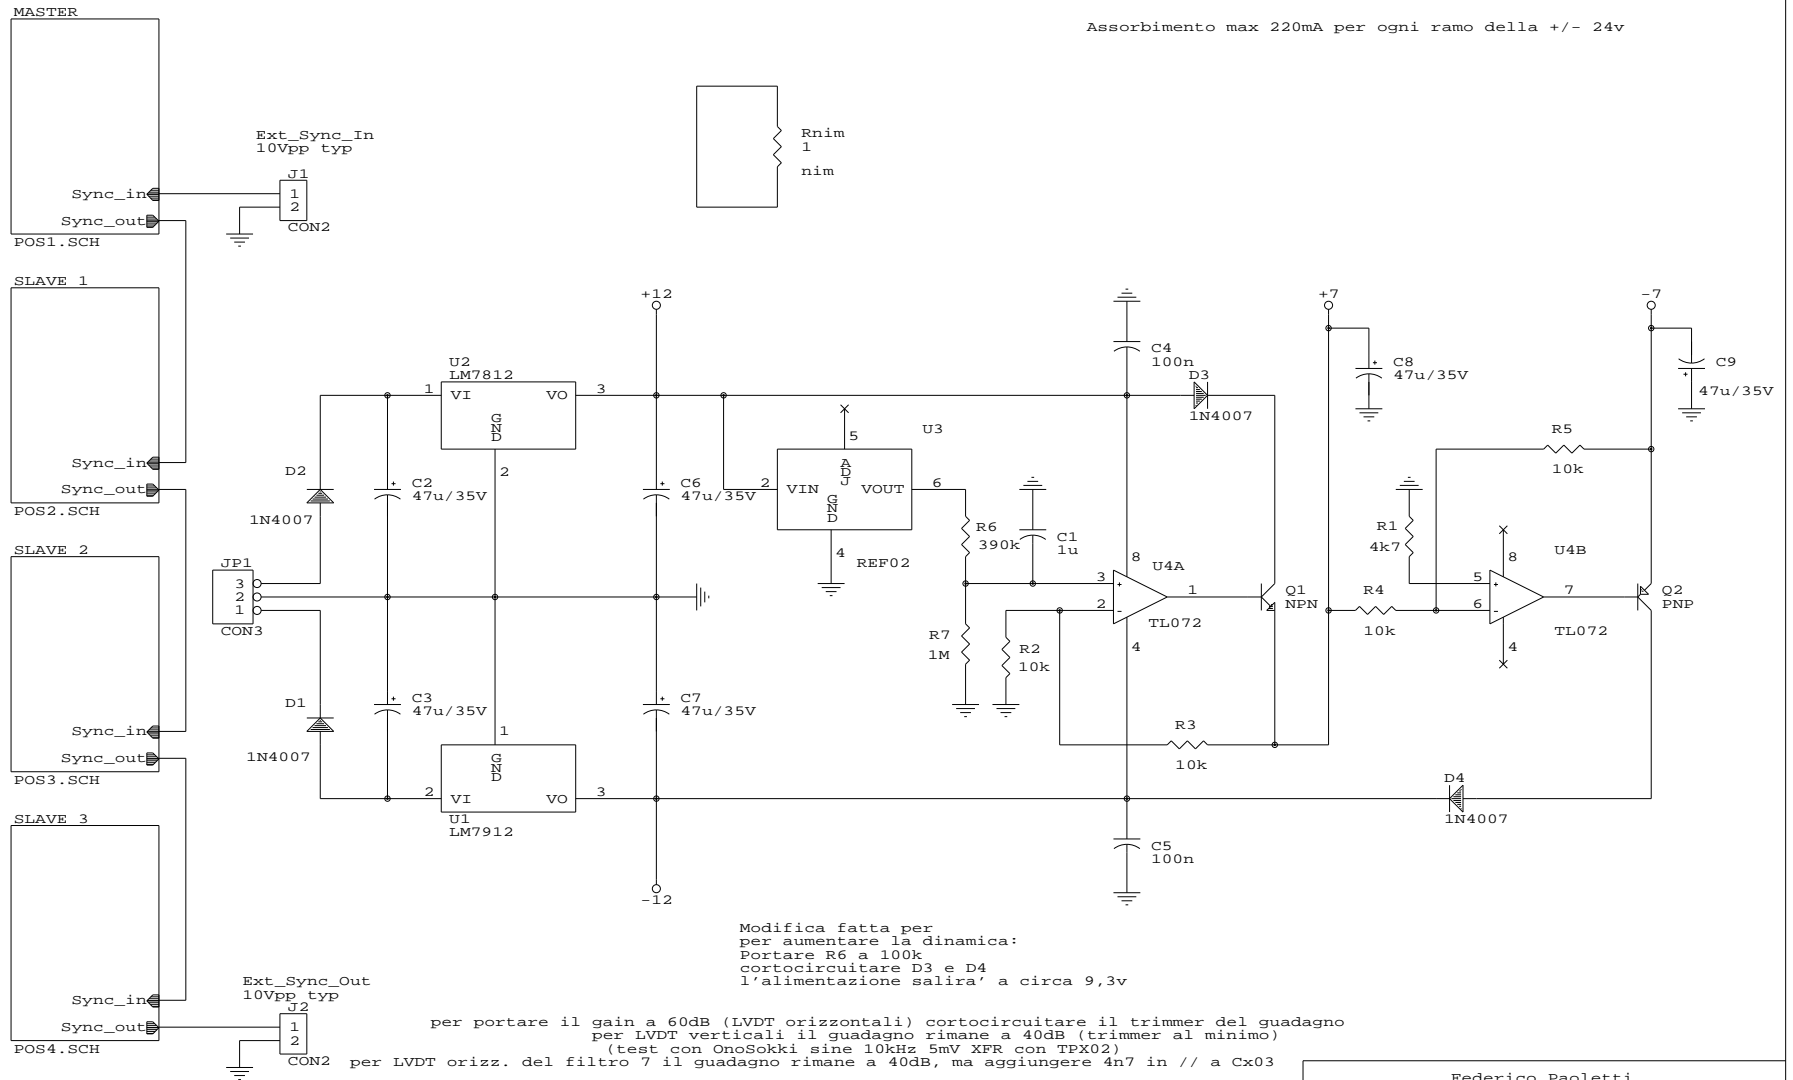 MASTER
Assorbimento max 220mA per ogni ramo della +/- 24v
Ext_Sync_In
10Vpp typ
J1
1
2
CON2
Sync_in
Sync_out
POS1.SCH
Rnim
1
nim
SLAVE 1
Sync_in
Sync_out
POS2.SCH
SLAVE 2
Sync_in
Sync_out
POS3.SCH
SLAVE 3
Sync_in
Sync_out
POS4.SCH
JP1
3
2
1
CON3
D2
1N4007
D1
1N4007
C2
47u/35V
C3
47u/35V
U2
LM7812
1
VI
VO
3
GND
2
1
GND
2
VI
VO
3
U1
LM7912
+12
C6
47u/35V
C7
47u/35V
-12
U3
5
ADJ
2
VIN
VOUT
6
GND
4
REF02
R6
390k
C1
1u
R7
1M
R2
10k
C4
100n
D3
1N4007
8
U4A
3
+
2
-
1
TL072
4
Q1
NPN
R3
10k
C5
100n
+7
C8
47u/35V
-7
C9
47u/35V
R5
10k
R1
4k7
R4
10k
8
U4B
5
+
6
-
7
TL072
4
Q2
PNP
D4
1N4007
Modifica fatta per
per aumentare la dinamica:
Portare R6 a 100k
cortocircuitare D3 e D4
l'alimentazione salira' a circa 9,3v
Ext_Sync_Out
10Vpp typ
J2
1
2
CON2
per portare il gain a 60dB (LVDT orizzontali) cortocircuitare il trimmer del guadagno
per LVDT verticali il guadagno rimane a 40dB (trimmer al minimo)
(test con OnoSokki sine 10kHz 5mV XFR con TPX02)
per LVDT orizz. del filtro 7 il guadagno rimane a 40dB, ma aggiungere 4n7 in // a Cx03
Federico Paoletti